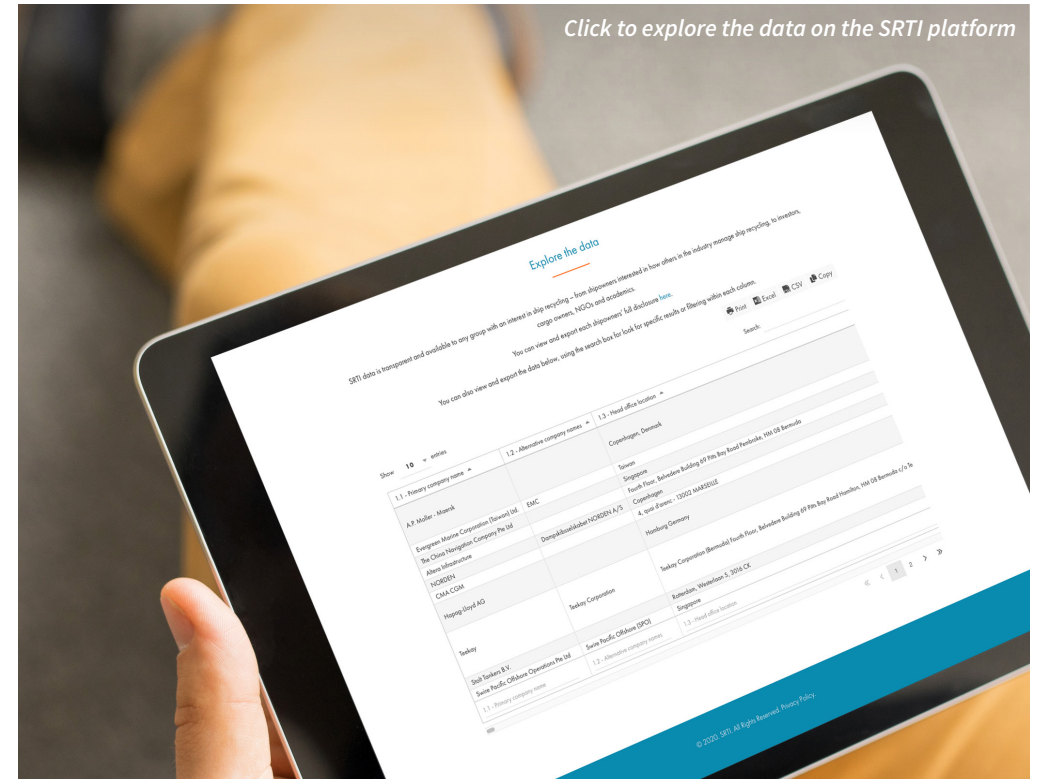 Click to explore the data on the SRTI platform
Explore the data
SRTI data is transparent and available to any group with an interest in ship recycling – from shipowners interested in how others in the industry manage ship recycling, to investors,
cargo owners, NGOs and academics.
You can view and export each shipowners' full disclosure here.
You can also view and export the data below, using the search box for look for specific results or filtering within each column.
Print Excel CSV Copy
Search:
Show 10 entries
1.1 - Primary company name 1.2 - Alternative company names 1.3 - Head office location
A.P. Moller - Maersk Copenhagen, Denmark
Evergreen Marine Corporation (Taiwan) Ltd. EMC Taiwan
The China Navigation Company Pte Ltd Singapore
Altera Infrastructure Fourth Floor, Belvedere Building 69 Pitts Bay Road Pembroke, HM 08 Bermuda
NORDEN Dampskibsselskabet NORDEN A/S Copenhagen
CMA CGM 4, quai d'arenc - 13002 MARSEILLE
Hapag-Lloyd AG Hamburg Germany
Teekay Teekay Corporation Teekay Corporation (Bermuda) Fourth Floor, Belvedere Building 69 Pitts Bay Road Hamilton, HM 08 Bermuda c/o Te
Stolt Tankers B.V. Rotterdam, Westerlaan 5, 3016 CK
Swire Pacific Offshore Operations Pte Ltd Swire Pacific Offshore (SPO) Singapore
1.1 - Primary company name 1.2 - Alternative company names 1.3 - Head office location
« < 1 2 > »
© 2020. SRTI. All Rights Reserved. Privacy Policy.